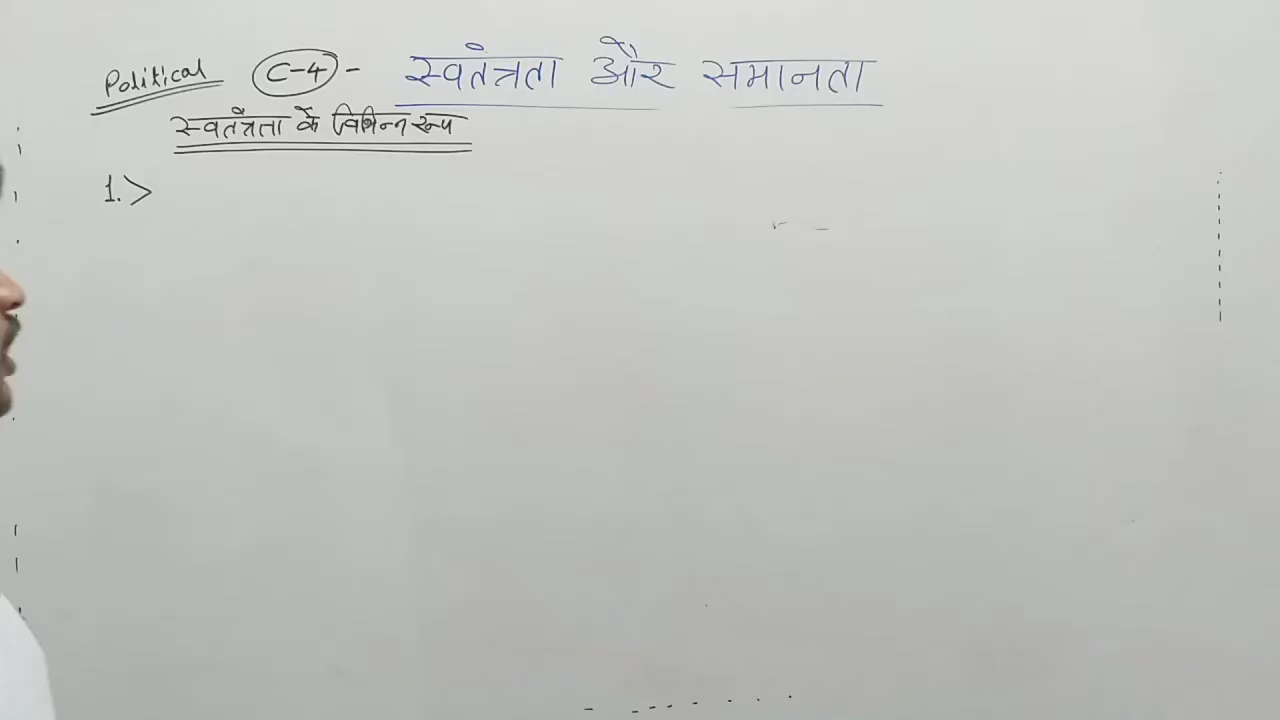 Political C-4 - स्वतंत्रता और समानता
स्वतंत्रता के विभिन्न रूप
1.>